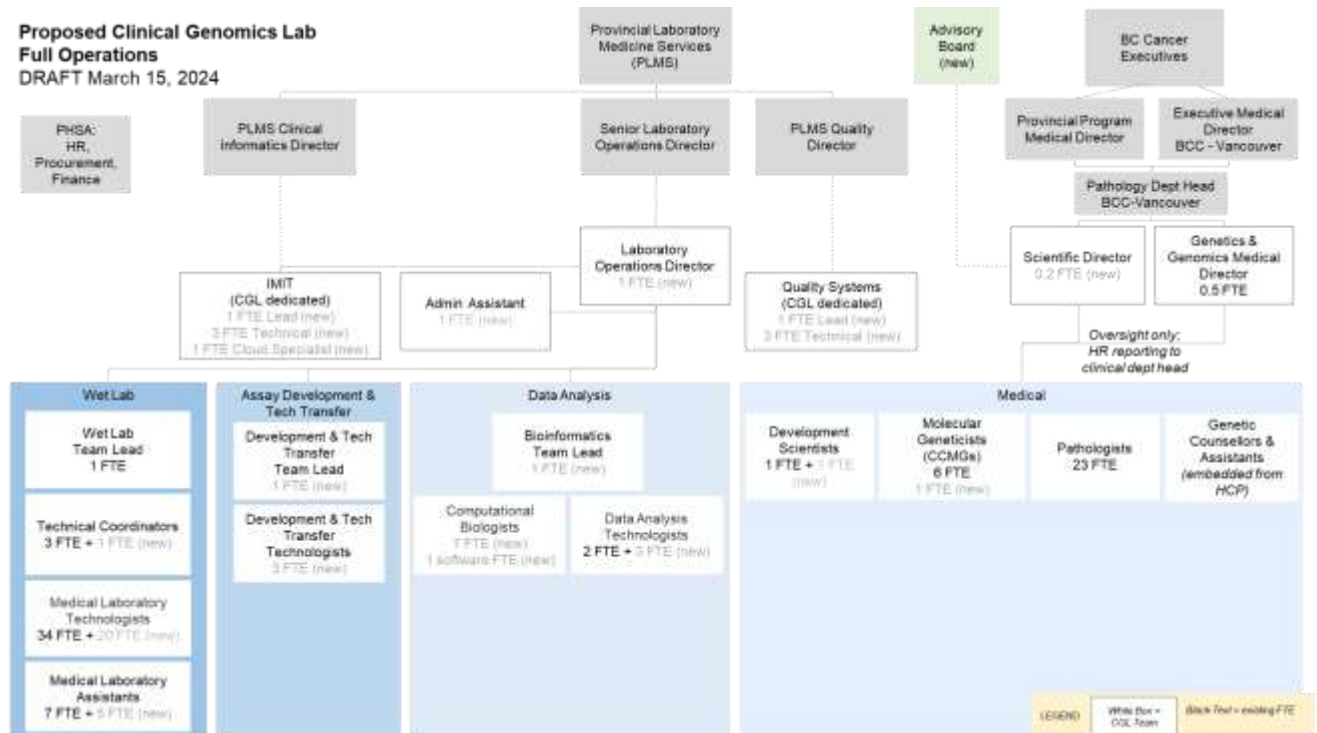 Proposed Clinical Genomics Lab
Full Operations
DRAFT March 15, 2024
Provincial Laboratory
Medicine Services
(PLMS)
Advisory
Board
(new)
BC Cancer
Executives
PHSA:
HR,
Procurement,
Finance
PLMS Clinical
Informatics Director
Senior Laboratory
Operations Director
PLMS Quality
Director
Provincial Program
Medical Director
Executive Medical
Director
BCC - Vancouver
Pathology Dept Head
BCC-Vancouver
Laboratory
Operations Director
1 FTE (new)
Scientific Director
0.2 FTE (new)
Genetics &
Genomics Medical
Director
0.5 FTE
IMIT
(CGL dedicated)
1 FTE Lead (new)
3 FTE Technical (new)
1 FTE Cloud Specialist (new)
Admin Assistant
1 FTE (new)
Quality Systems
(CGL dedicated)
1 FTE Lead (new)
3 FTE Technical (new)
Oversight only;
HR reporting to
clinical dept head
Wet Lab
Wet Lab
Team Lead
1 FTE
Technical Coordinators
3 FTE + 1 FTE (new)
Medical Laboratory
Technologists
34 FTE + 20 FTE (new)
Medical Laboratory
Assistants
7 FTE + 5 FTE (new)
Assay Development &
Tech Transfer
Development & Tech
Transfer
Team Lead
1 FTE (new)
Development & Tech
Transfer
Technologists
3 FTE (new)
Data Analysis
Bioinformatics
Team Lead
1 FTE (new)
Computational
Biologists
7 FTE (new)
1 software FTE (new)
Data Analysis
Technologists
2 FTE + 3 FTE (new)
Medical
Development
Scientists
1 FTE + 1 FTE
(new)
Molecular
Geneticists
(CCMGs)
6 FTE
1 FTE (new)
Pathologists
23 FTE
Genetic
Counsellors &
Assistants
(embedded from
HCP)
LEGEND
White Box =
CGL Team
Black Text = existing FTE